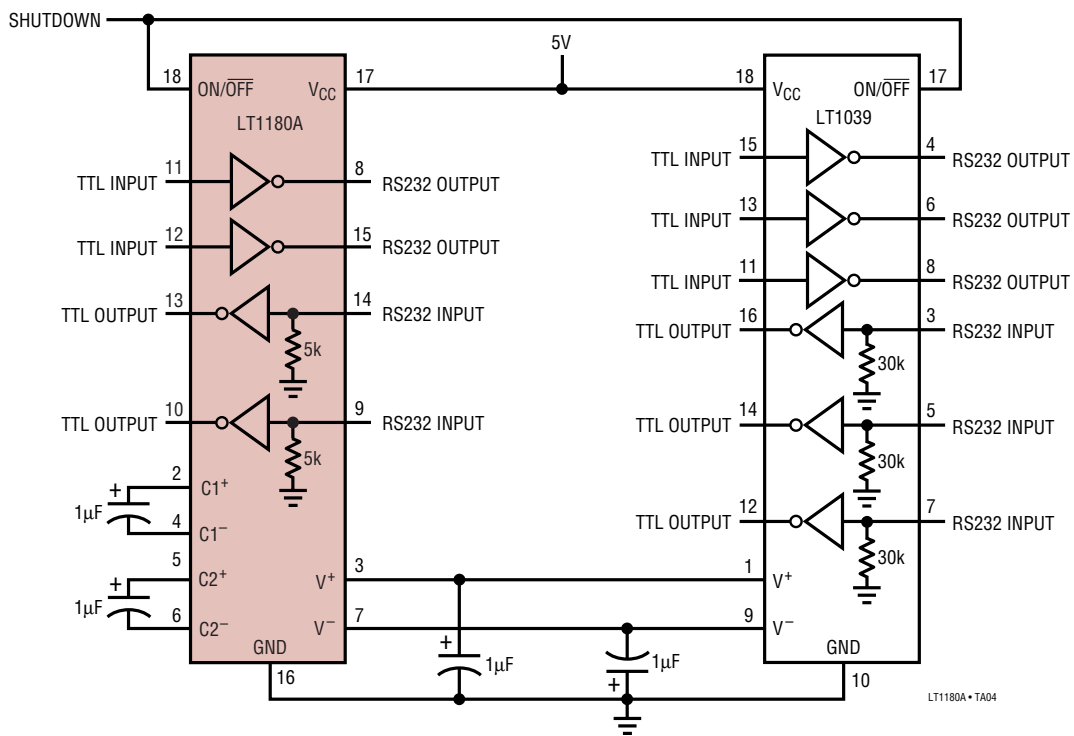 SHUTDOWN
5V
18 ON/OFF VCC 17
18 VCC ON/OFF 17
LT1180A
LT1039
TTL INPUT 11 8 RS232 OUTPUT
TTL INPUT 12 15 RS232 OUTPUT
TTL OUTPUT 13 14 RS232 INPUT
5k
TTL OUTPUT 10 9 RS232 INPUT
5k
2 C1+
1µF
4 C1−
5 C2+
1µF
6 C2−
V+ 3
V− 7
GND
16
TTL INPUT 15 4 RS232 OUTPUT
TTL INPUT 13 6 RS232 OUTPUT
TTL INPUT 11 8 RS232 OUTPUT
TTL OUTPUT 16 3 RS232 INPUT
30k
TTL OUTPUT 14 5 RS232 INPUT
30k
TTL OUTPUT 12 7 RS232 INPUT
30k
1 V+
9 V−
GND
10
+ 1µF
1µF +
LT1180A • TA04